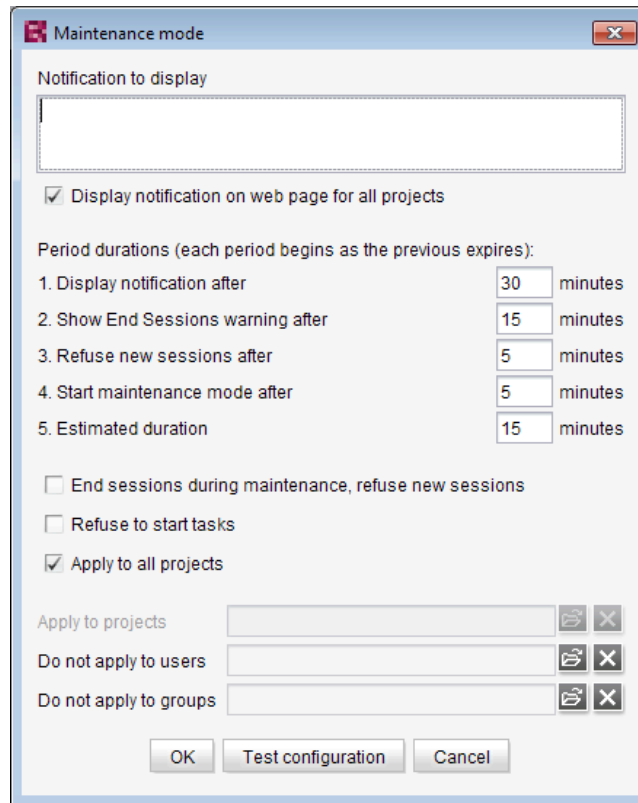 Maintenance mode
Notification to display
Display notification on web page for all projects
Period durations (each period begins as the previous expires):
1. Display notification after 30 minutes
2. Show End Sessions warning after 15 minutes
3. Refuse new sessions after 5 minutes
4. Start maintenance mode after 5 minutes
5. Estimated duration 15 minutes
End sessions during maintenance, refuse new sessions
Refuse to start tasks
Apply to all projects
Apply to projects
Do not apply to users
Do not apply to groups
OK Test configuration Cancel